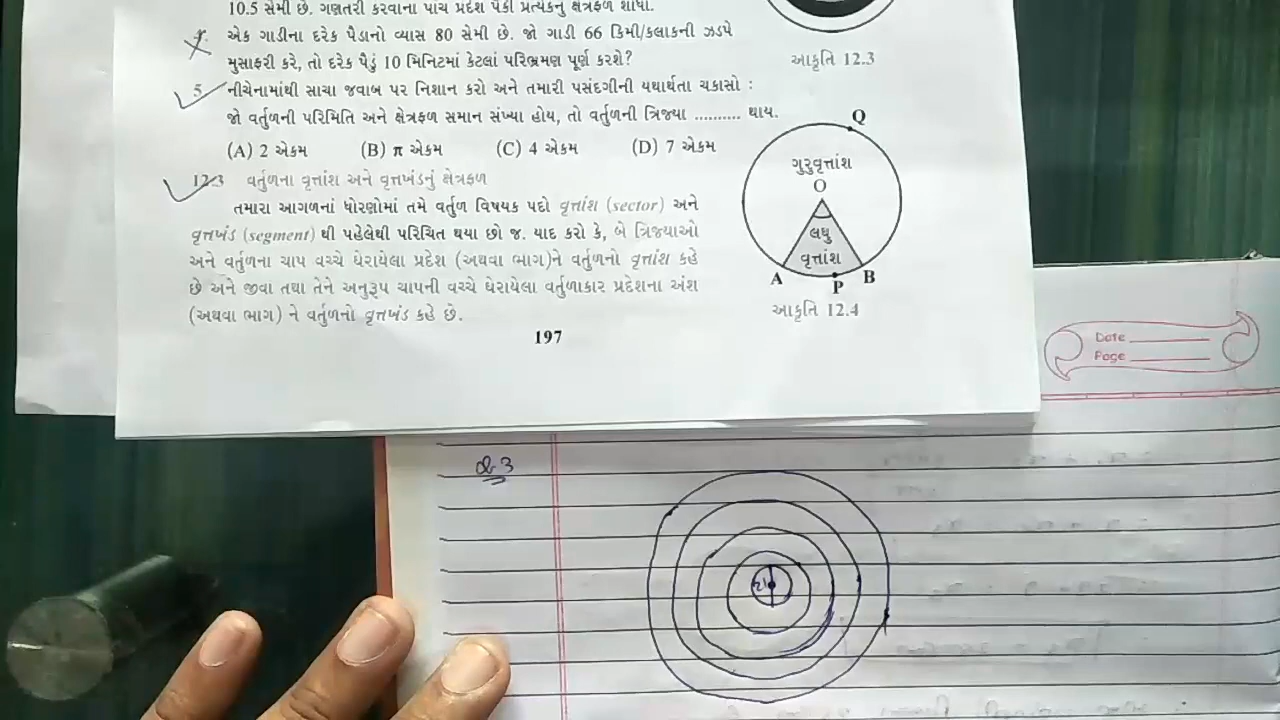 10.5 સેમી છે. ગણતરી કરવાના પાંચ પ્રદેશ પૈકી પ્રત્યેકનું ક્ષેત્રફળ શોધો.
4. એક ગાડીના દરેક પૈડાનો વ્યાસ 80 સેમી છે. જો ગાડી 66 કિમી/કલાકની ઝડપે
મુસાફરી કરે, તો દરેક પૈડું 10 મિનિટમાં કેટલાં પરિભ્રમણ પૂર્ણ કરશે?
આકૃતિ 12.3
5. નીચેનામાંથી સાચા જવાબ પર નિશાન કરો અને તમારી પસંદગીની યથાર્થતા ચકાસો :
જો વર્તુળની પરિમિતિ અને ક્ષેત્રફળ સમાન સંખ્યા હોય, તો વર્તુળની ત્રિજ્યા .......... થાય.
(A) 2 એકમ (B) π એકમ (C) 4 એકમ (D) 7 એકમ
12.3 વર્તુળના વૃત્તાંશ અને વૃત્તખંડનું ક્ષેત્રફળ
તમારા આગળનાં ધોરણોમાં તમે વર્તુળ વિષયક પદો વૃત્તાંશ (sector) અને
વૃત્તખંડ (segment) થી પહેલેથી પરિચિત થયા છો જ. યાદ કરો કે, બે ત્રિજ્યાઓ
અને વર્તુળના ચાપ વચ્ચે ઘેરાયેલા પ્રદેશ (અથવા ભાગ)ને વર્તુળનો વૃત્તાંશ કહે
છે અને જીવા તથા તેને અનુરૂપ ચાપની વચ્ચે ઘેરાયેલા વર્તુળાકાર પ્રદેશના અંશ
(અથવા ભાગ) ને વર્તુળનો વૃત્તખંડ કહે છે.
Q
ગુરુવૃત્તાંશ
O
લઘુ
વૃત્તાંશ
A P B
આકૃતિ 12.4
197
Date
Page
Q.3
21